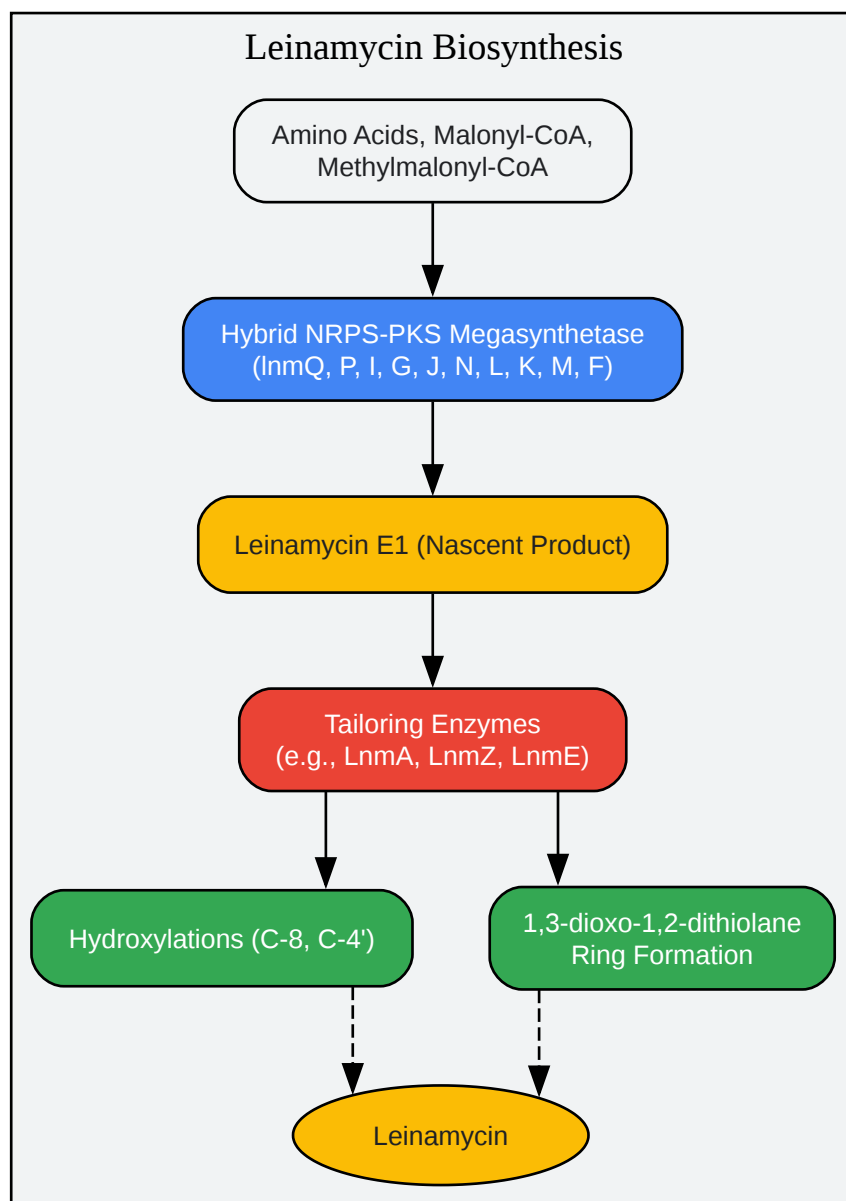 Leinamycin Biosynthesis
Amino Acids, Malonyl-CoA,
Methylmalonyl-CoA
Hybrid NRPS-PKS Megasynthetase
(lnmQ, P, I, G, J, N, L, K, M, F)
Leinamycin E1 (Nascent Product)
Tailoring Enzymes
(e.g., LnmA, LnmZ, LnmE)
Hydroxylations (C-8, C-4')
1,3-dioxo-1,2-dithiolane
Ring Formation
Leinamycin